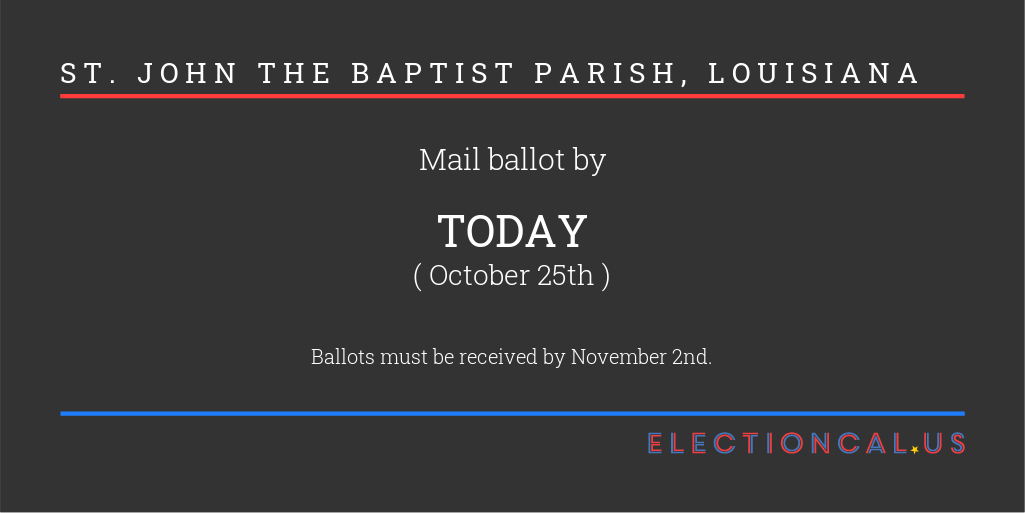 ST. JOHN THE BAPTIST PARISH, LOUISIANA
Mail ballot by
TODAY
( October 25th )
Ballots must be received by November 2nd.
ELECTIONCAL.US